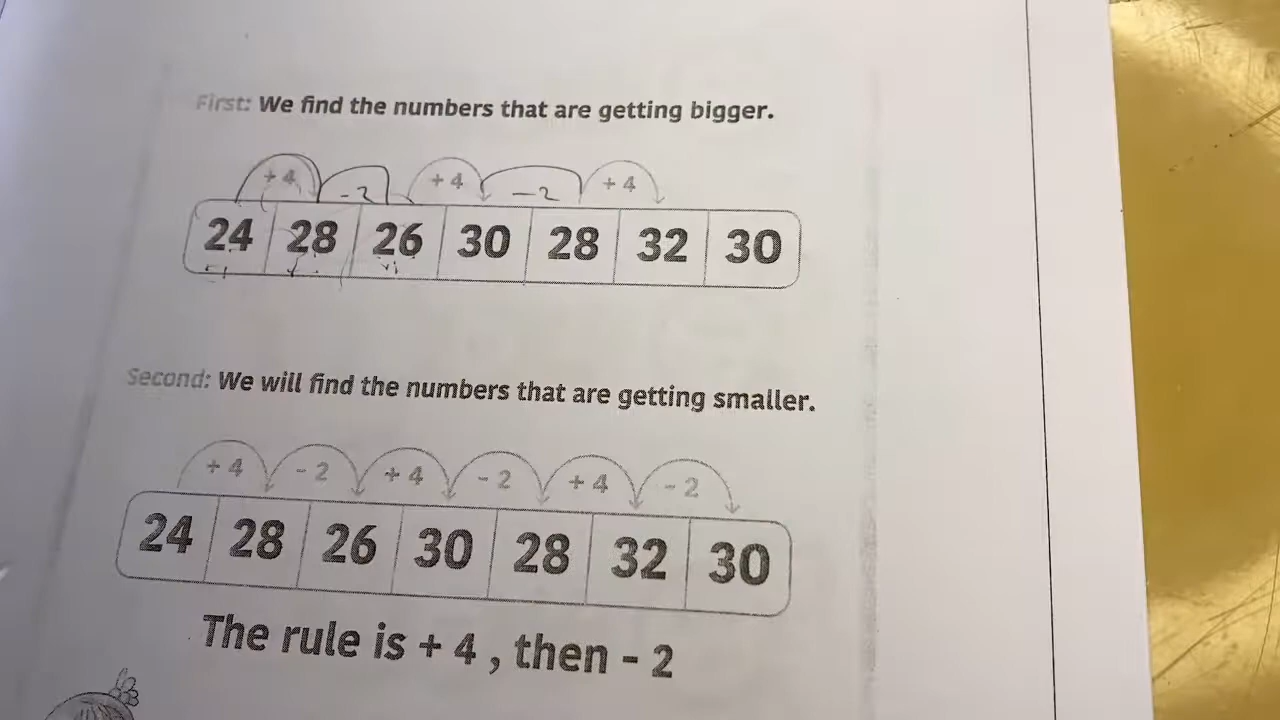 First: We find the numbers that are getting bigger.
+ 4 - 2 + 4 - 2 + 4
24 28 26 30 28 32 30
Second: We will find the numbers that are getting smaller.
+ 4 - 2 + 4 - 2 + 4 - 2
24 28 26 30 28 32 30
The rule is + 4 , then - 2